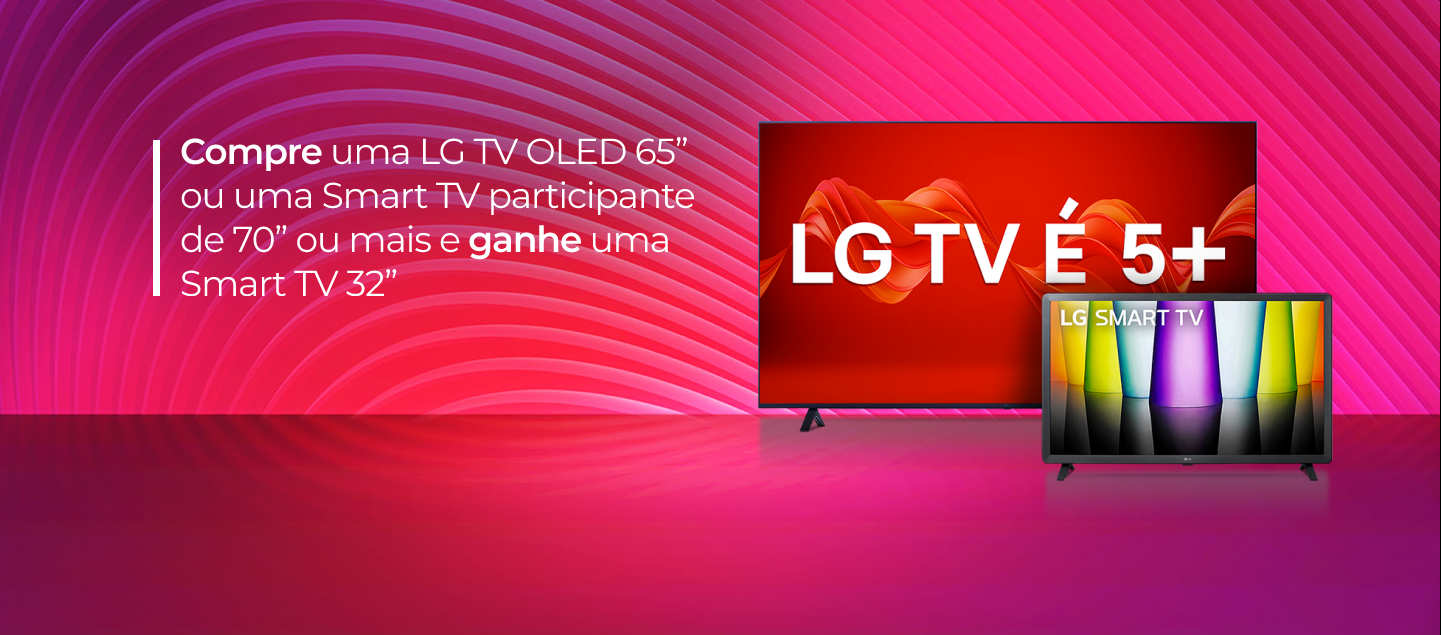 Compre uma LG TV OLED 65”
ou uma Smart TV participante
de 70” ou mais e ganhe uma
Smart TV 32”
LG TV É 5+
LG SMART TV
LG